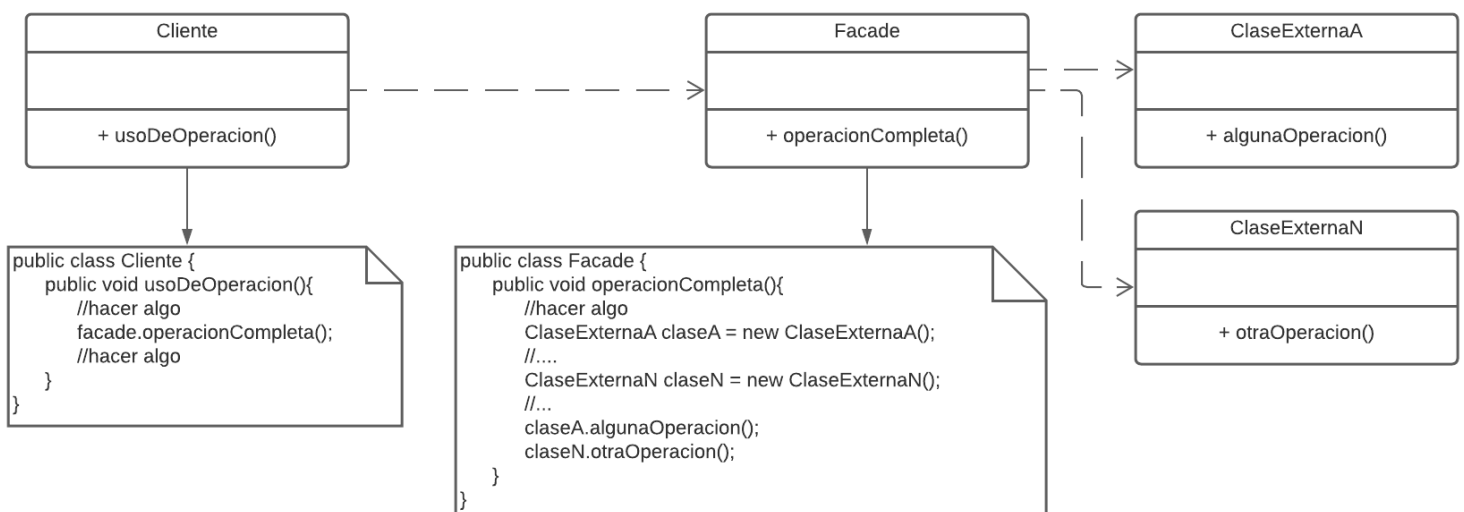 Cliente
+ usoDeOperacion()
Facade
+ operacionCompleta()
ClaseExternaA
+ algunaOperacion()
ClaseExternaN
+ otraOperacion()
public class Cliente {
public void usoDeOperacion(){
//hacer algo
facade.operacionCompleta();
//hacer algo
}
}
public class Facade {
public void operacionCompleta(){
//hacer algo
ClaseExternaA claseA = new ClaseExternaA();
//....
ClaseExternaN claseN = new ClaseExternaN();
//...
claseA.algunaOperacion();
claseN.otraOperacion();
}
}